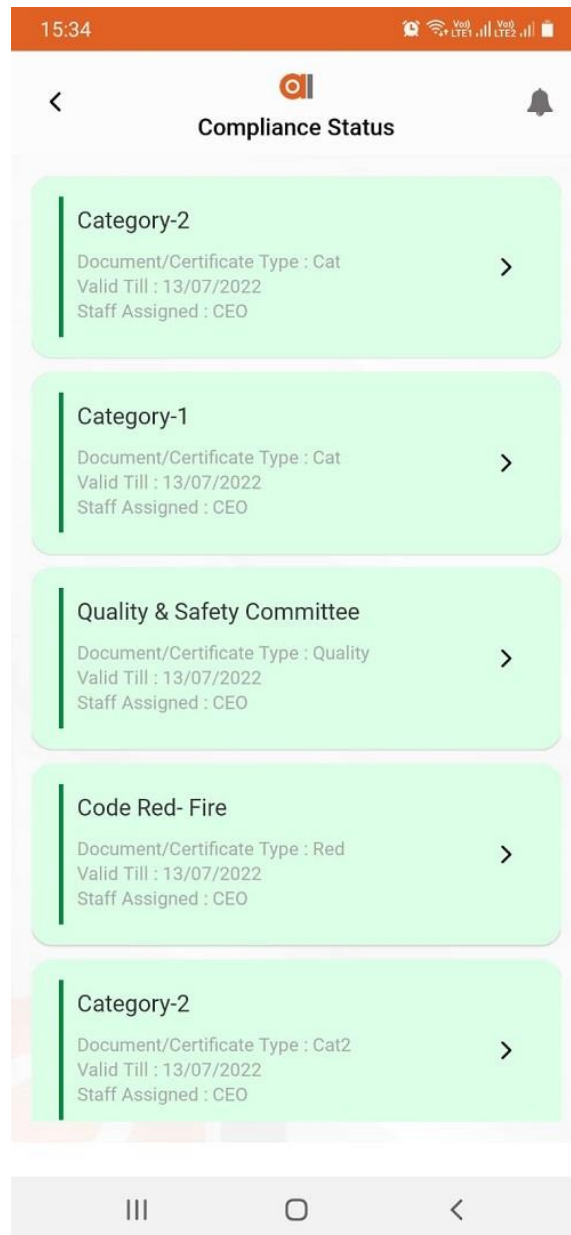 15:34
Vo))
LTE1
Vo))
LTE2
Compliance Status
Category-2
Document/Certificate Type : Cat
Valid Till : 13/07/2022
Staff Assigned : CEO
Category-1
Document/Certificate Type : Cat
Valid Till : 13/07/2022
Staff Assigned : CEO
Quality & Safety Committee
Document/Certificate Type : Quality
Valid Till : 13/07/2022
Staff Assigned : CEO
Code Red- Fire
Document/Certificate Type : Red
Valid Till : 13/07/2022
Staff Assigned : CEO
Category-2
Document/Certificate Type : Cat2
Valid Till : 13/07/2022
Staff Assigned : CEO